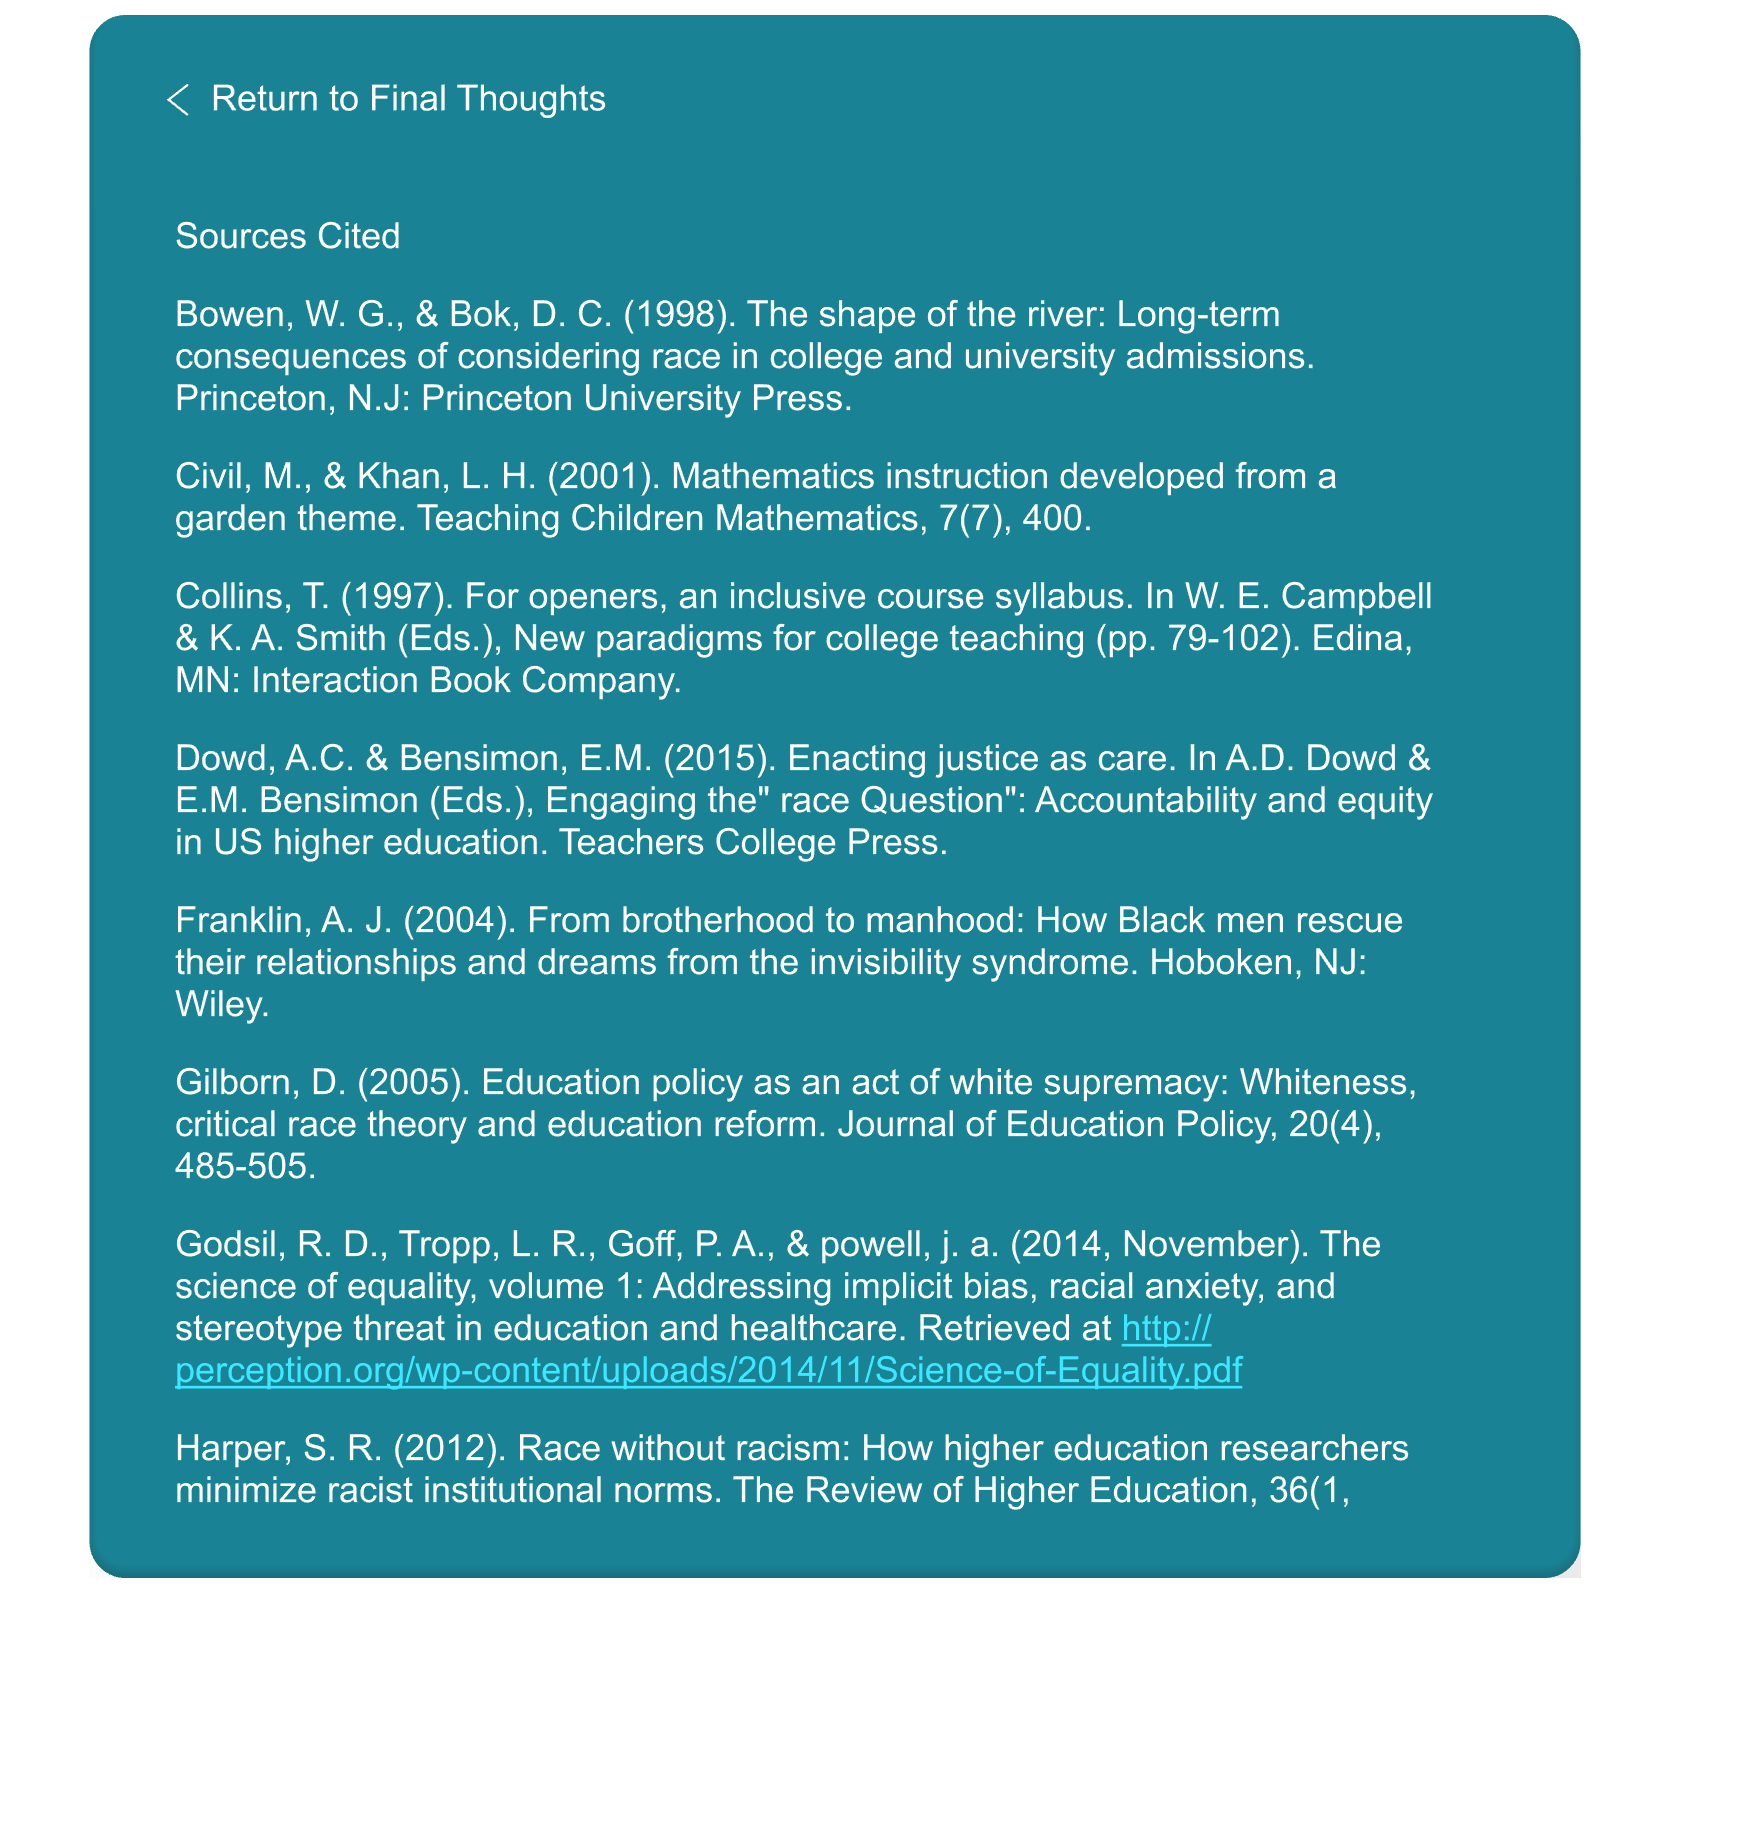 Return to Final Thoughts
Sources Cited
Bowen, W. G., & Bok, D. C. (1998). The shape of the river: Long-term
consequences of considering race in college and university admissions.
Princeton, N.J: Princeton University Press.
Civil, M., & Khan, L. H. (2001). Mathematics instruction developed from a
garden theme. Teaching Children Mathematics, 7(7), 400.
Collins, T. (1997). For openers, an inclusive course syllabus. In W. E. Campbell
& K. A. Smith (Eds.), New paradigms for college teaching (pp. 79-102). Edina,
MN: Interaction Book Company.
Dowd, A.C. & Bensimon, E.M. (2015). Enacting justice as care. In A.D. Dowd &
E.M. Bensimon (Eds.), Engaging the" race Question": Accountability and equity
in US higher education. Teachers College Press.
Franklin, A. J. (2004). From brotherhood to manhood: How Black men rescue
their relationships and dreams from the invisibility syndrome. Hoboken, NJ:
Wiley.
Gilborn, D. (2005). Education policy as an act of white supremacy: Whiteness,
critical race theory and education reform. Journal of Education Policy, 20(4),
485-505.
Godsil, R. D., Tropp, L. R., Goff, P. A., & powell, j. a. (2014, November). The
science of equality, volume 1: Addressing implicit bias, racial anxiety, and
stereotype threat in education and healthcare. Retrieved at http://
perception.org/wp-content/uploads/2014/11/Science-of-Equality.pdf
Harper, S. R. (2012). Race without racism: How higher education researchers
minimize racist institutional norms. The Review of Higher Education, 36(1,